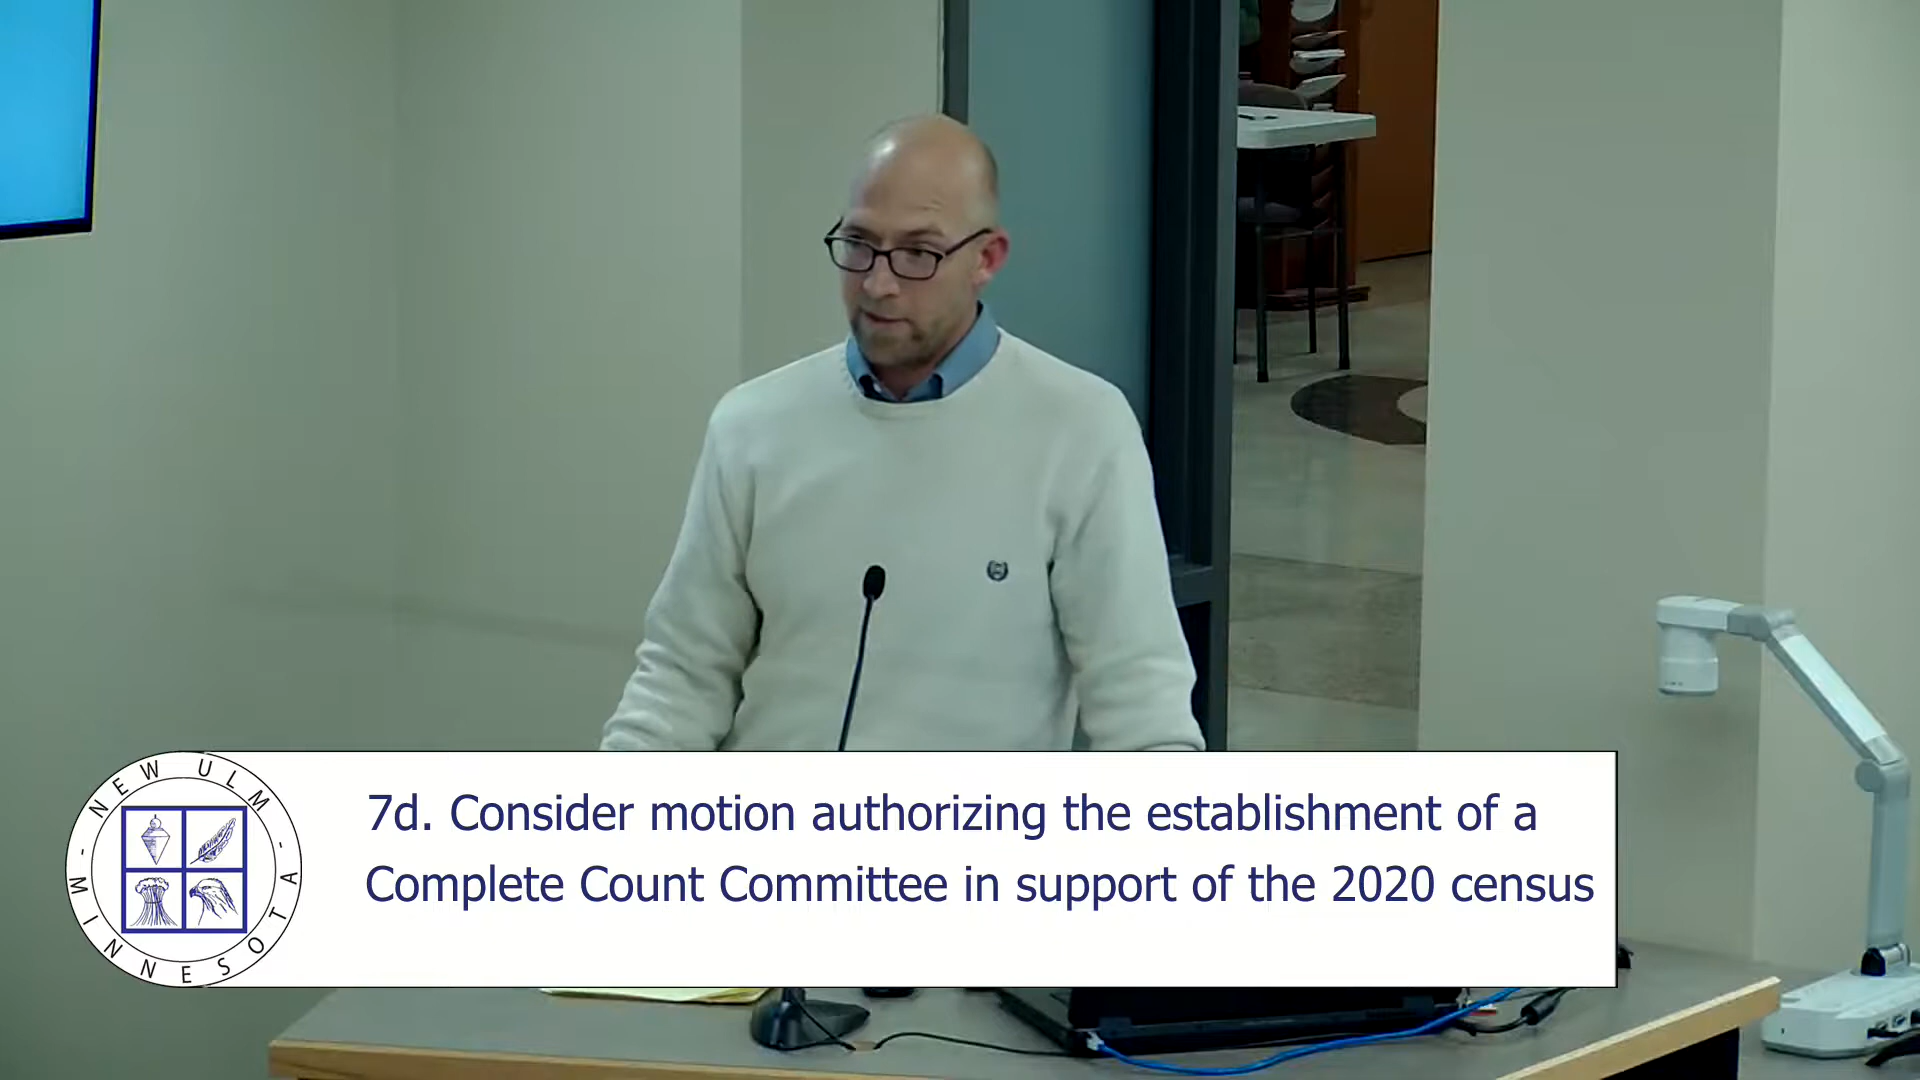 NEW ULM
MINNESOTA
7d. Consider motion authorizing the establishment of a
Complete Count Committee in support of the 2020 census